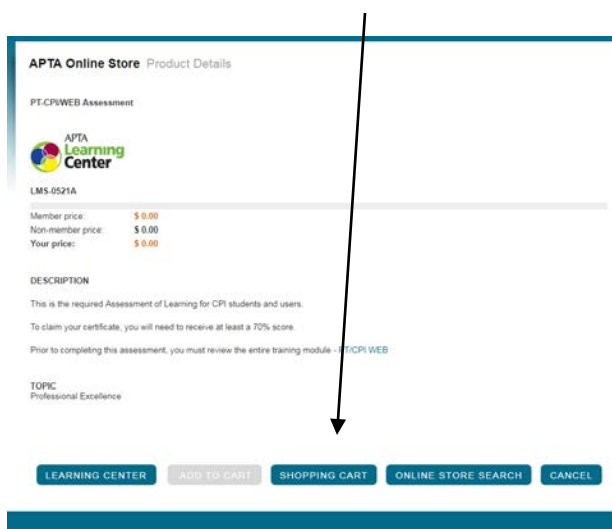 APTA Online Store Product Details
PT-CPI/WEB Assessment
APTA
Learning
Center
LMS-0521A
Member price: $ 0.00
Non-member price: $ 0.00
Your price: $ 0.00
DESCRIPTION
This is the required Assessment of Learning for CPI students and users.
To claim your certificate, you will need to receive at least a 70% score.
Prior to completing this assessment, you must review the entire training module - PT/CPI WEB
TOPIC
Professional Excellence
LEARNING CENTER ADD TO CART SHOPPING CART ONLINE STORE SEARCH CANCEL